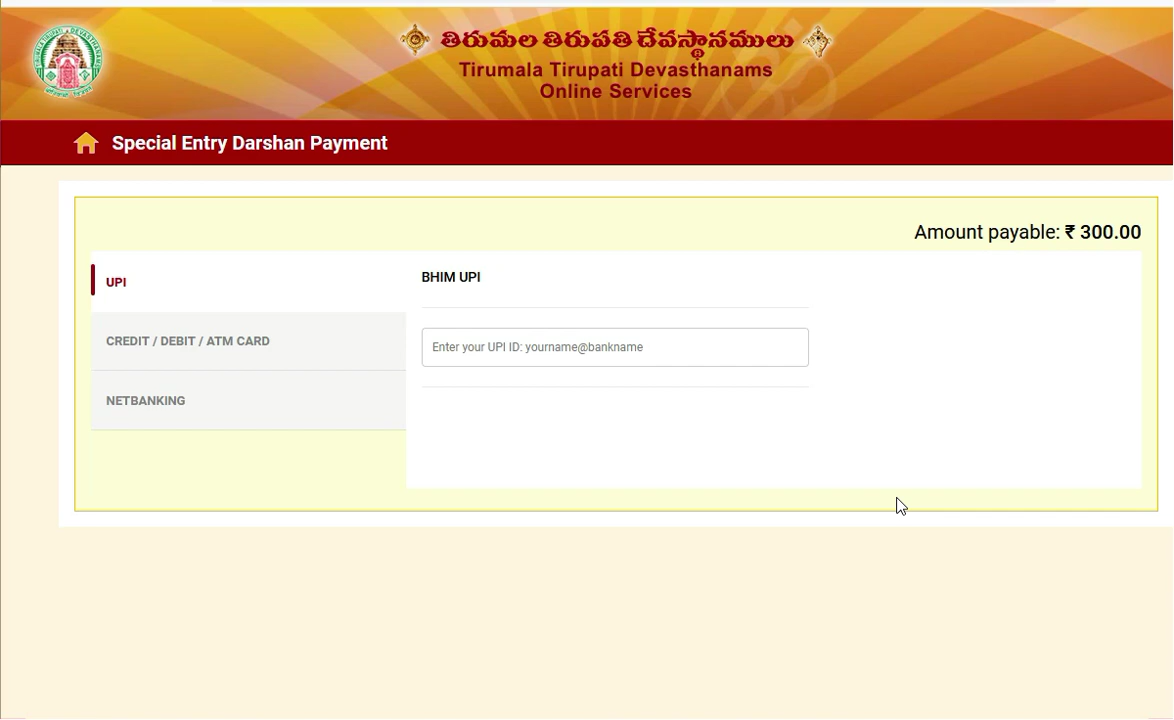 తిరుమల తిరుపతి దేవస్థానములు
Tirumala Tirupati Devasthanams
Online Services
Special Entry Darshan Payment
Amount payable: ₹ 300.00
UPI
BHIM UPI
Enter your UPI ID: yourname@bankname
CREDIT / DEBIT / ATM CARD
NETBANKING